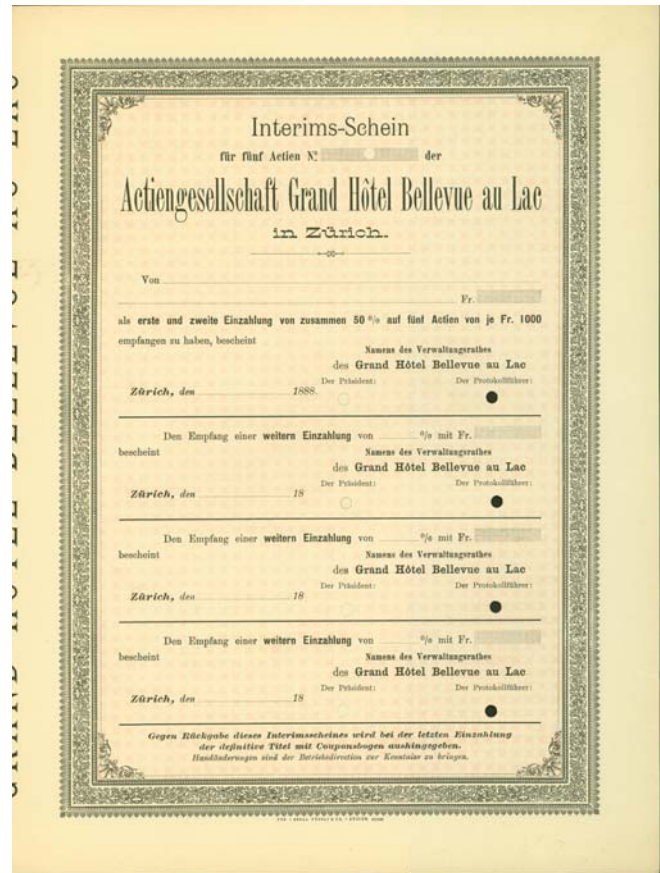 Interims-Schein
für fünf Actien Nº. der
Actiengesellschaft Grand Hôtel Bellevue au Lac
in Zürich.
Von
Fr.
als erste und zweite Einzahlung von zusammen 50 % auf fünf Actien von je Fr. 1000
empfangen zu haben, bescheint
Namens des Verwaltungsrathes
des Grand Hôtel Bellevue au Lac
Der Präsident: Der Protokollführer:
Zürich, den 1888.
Den Empfang einer weitern Einzahlung von % mit Fr.
bescheint Namens des Verwaltungsrathes
des Grand Hôtel Bellevue au Lac
Der Präsident: Der Protokollführer:
Zürich, den 18
Den Empfang einer weitern Einzahlung von % mit Fr.
bescheint Namens des Verwaltungsrathes
des Grand Hôtel Bellevue au Lac
Der Präsident: Der Protokollführer:
Zürich, den 18
Den Empfang einer weitern Einzahlung von % mit Fr.
bescheint Namens des Verwaltungsrathes
des Grand Hôtel Bellevue au Lac
Der Präsident: Der Protokollführer:
Zürich, den 18
Gegen Rückgabe dieses Interimsscheines wird bei der letzten Einzahlung
der definitive Titel mit Couponsbogen aushingegeben.
Handänderungen sind der Betriebsdirection zur Kenntniss zu bringen.